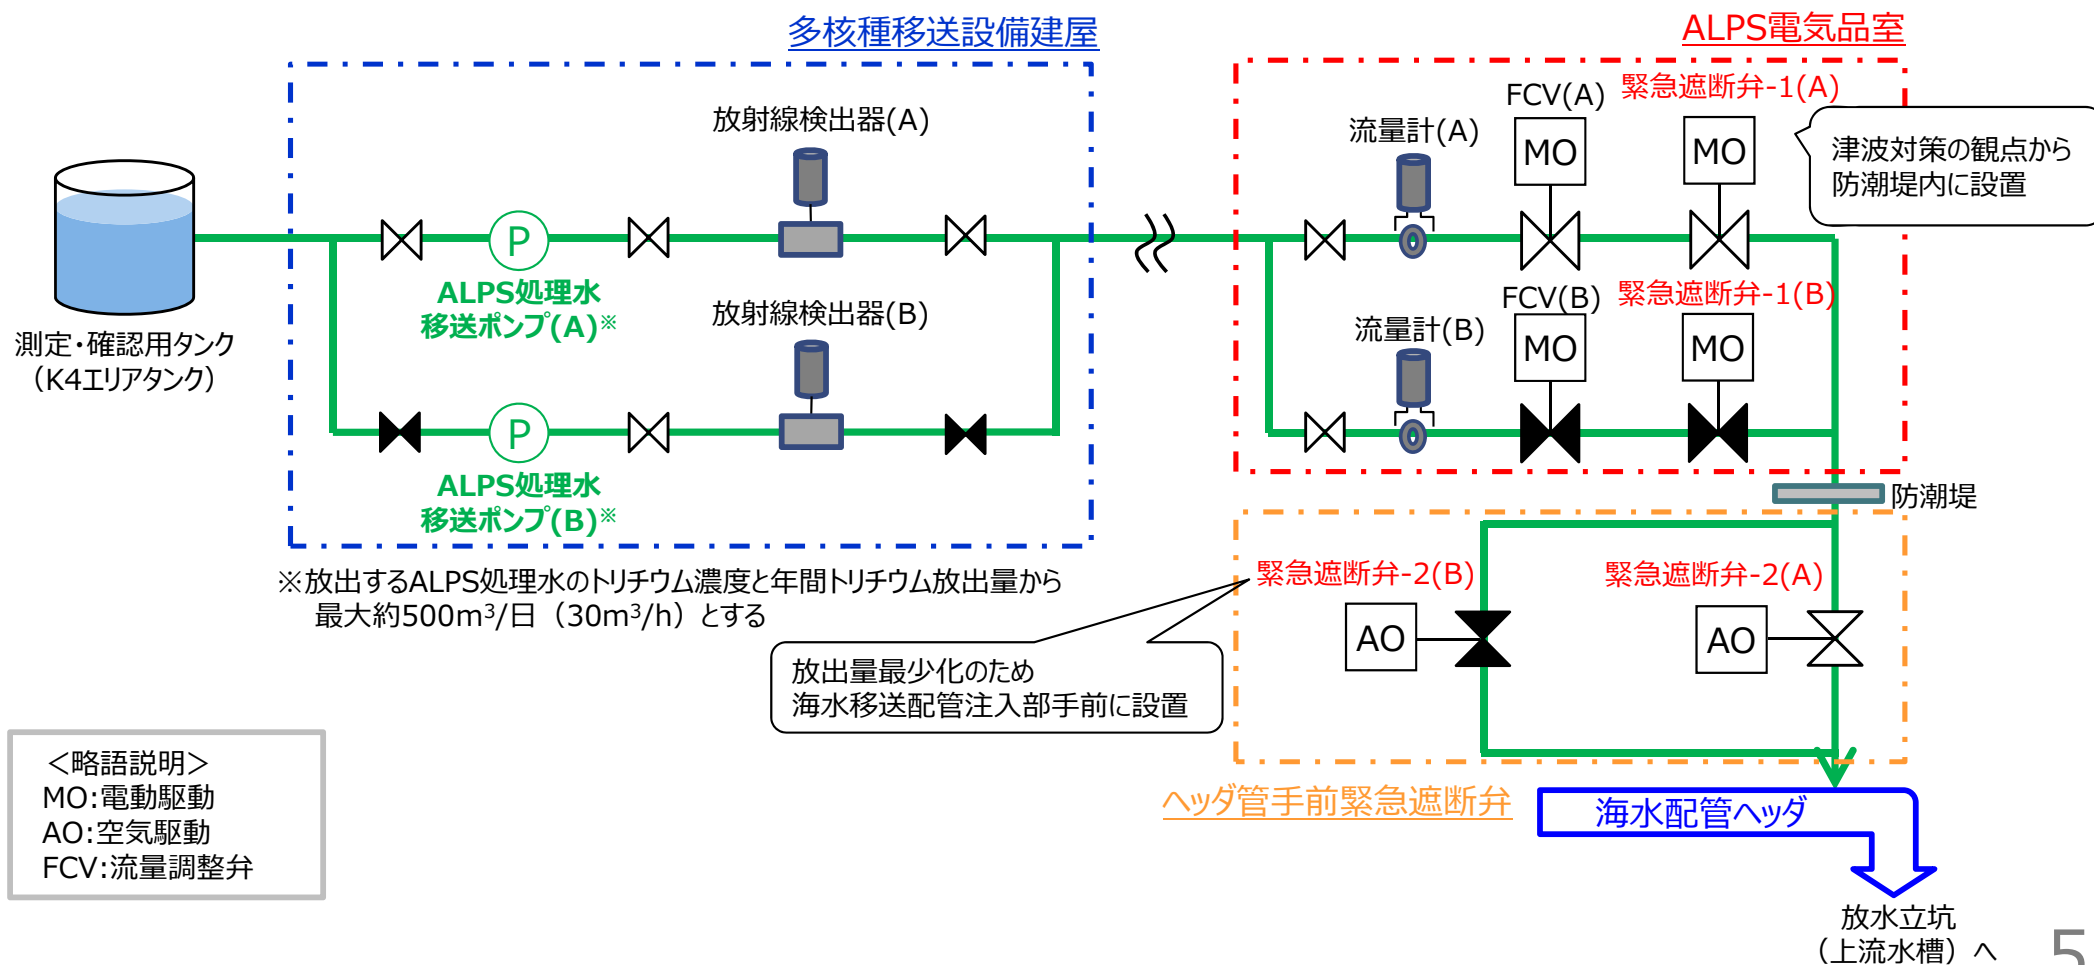 多核種移送設備建屋
ALPS電気品室
放射線検出器(A)
FCV(A)
緊急遮断弁-1(A)
流量計(A)
MO
MO
津波対策の観点から
防潮堤内に設置
P
ALPS処理水
移送ポンプ(A)※
放射線検出器(B)
FCV(B)
緊急遮断弁-1(B)
流量計(B)
MO
MO
測定・確認用タンク
（K4エリアタンク）
P
ALPS処理水
移送ポンプ(B)※
防潮堤
※放出するALPS処理水のトリチウム濃度と年間トリチウム放出量から
最大約500m³/日（30m³/h）とする
緊急遮断弁-2(B)
緊急遮断弁-2(A)
AO
AO
放出量最少化のため
海水移送配管注入部手前に設置
＜略語説明＞
MO:電動駆動
AO:空気駆動
FCV:流量調整弁
ヘッダ管手前緊急遮断弁
海水配管ヘッダ
放水立坑
（上流水槽）へ
5